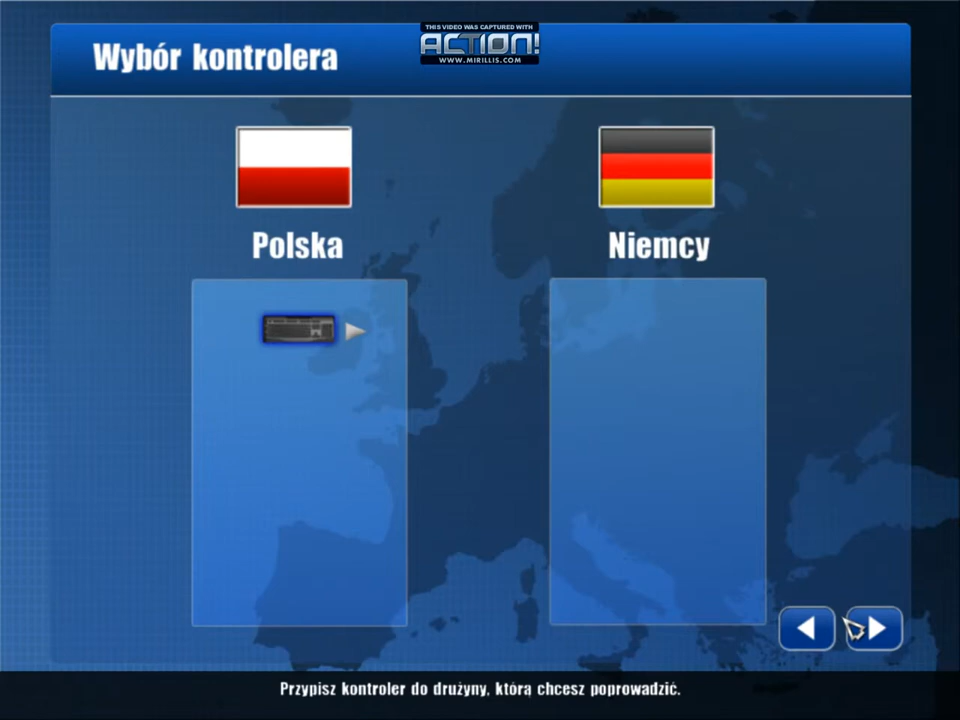 THIS VIDEO WAS CAPTURED WITH
ACTION!
WWW.MIRILLIS.COM
Wybór kontrolera
Polska
Niemcy
Przypisz kontroler do drużyny, którą chcesz poprowadzić.